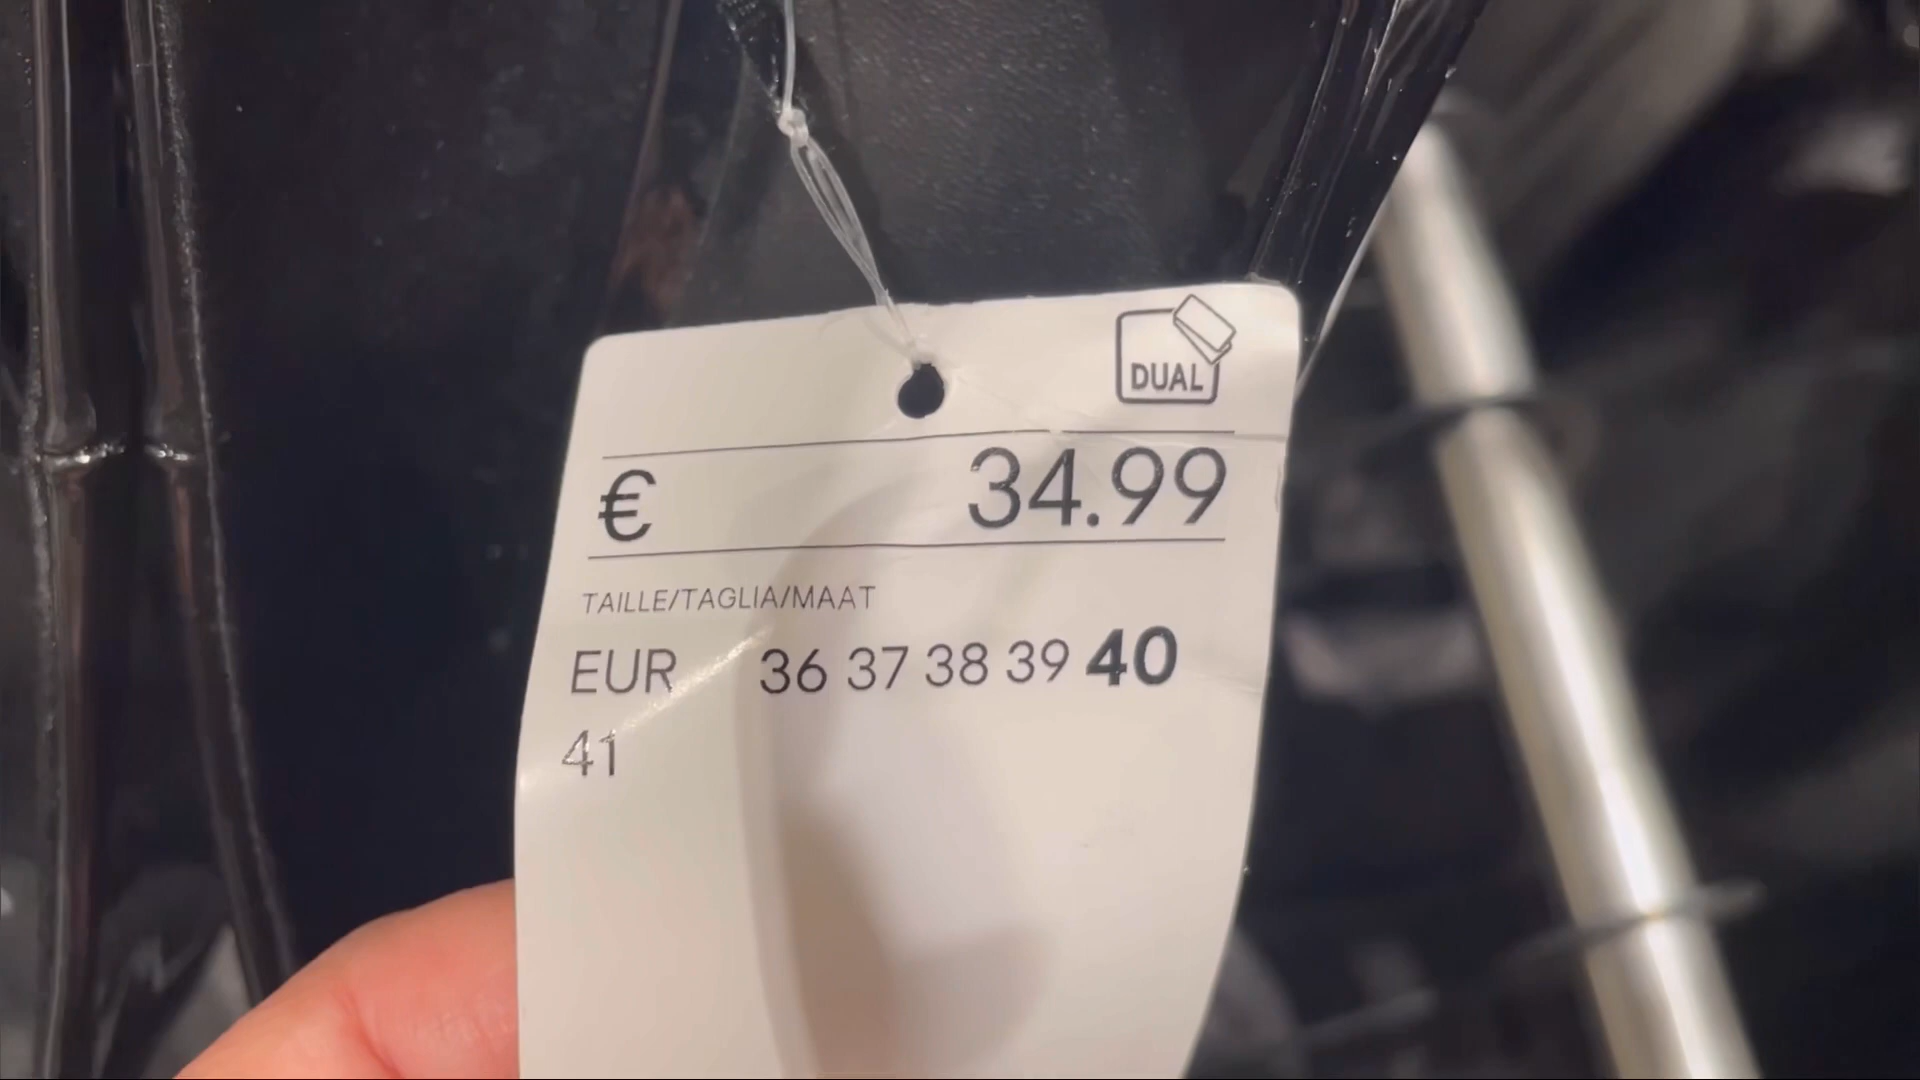 DUAL
€ 34.99
TAILLE/TAGLIA/MAAT
EUR 36 37 38 39 40
41